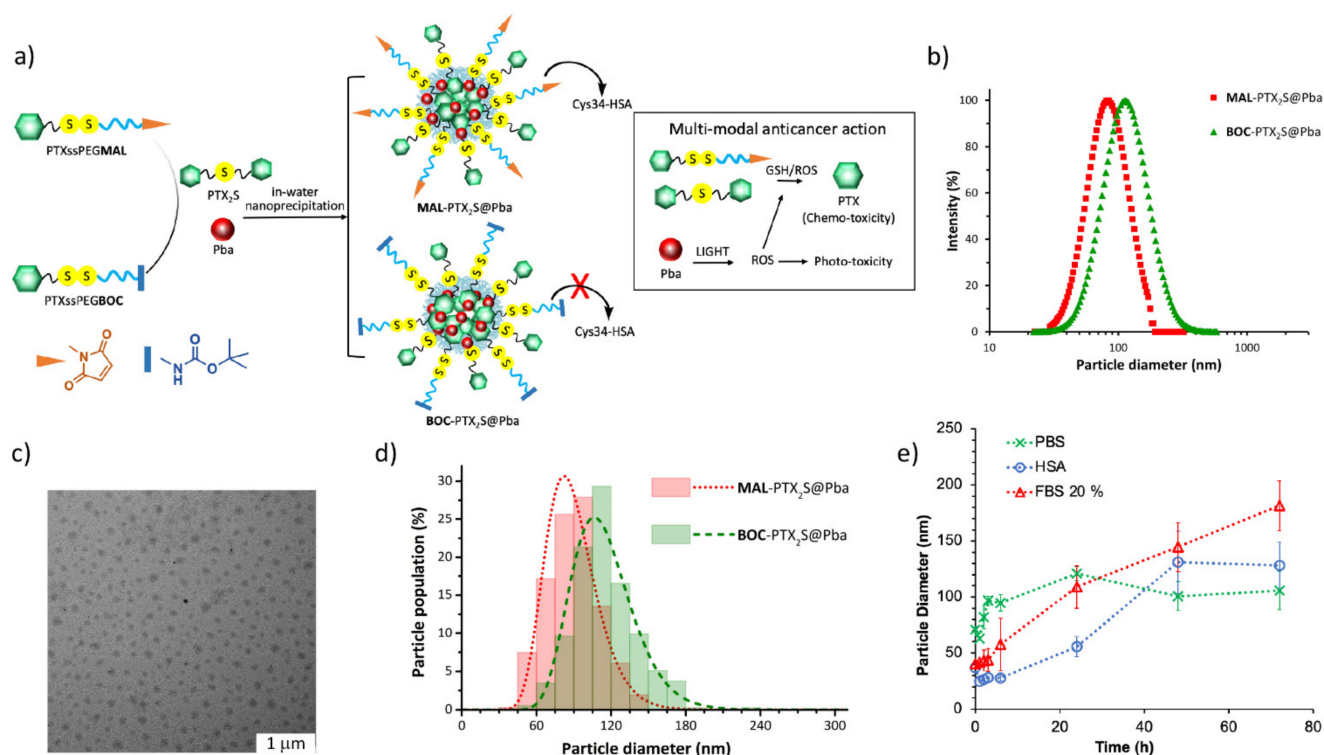 a)
S S
PTXssPEGMAL
S
PTX₂S
Pba
in-water
nanoprecipitation
S S
PTXssPEGBOC
N
O
O
N
H
O
O
Cys34-HSA
MAL-PTX₂S@Pba
X
Cys34-HSA
BOC-PTX₂S@Pba
Multi-modal anticancer action
S S
S
GSH/ROS
PTX
(Chemo-toxicity)
Pba
LIGHT
ROS
Photo-toxicity
b)
MAL-PTX₂S@Pba
BOC-PTX₂S@Pba
Intensity (%)
100
80
60
40
20
0
10 100 1000
Particle diameter (nm)
c)
1 μm
d)
MAL-PTX₂S@Pba
BOC-PTX₂S@Pba
Particle population (%)
30
25
20
15
10
5
0
0 60 120 180 240 300
Particle diameter (nm)
e)
PBS
HSA
FBS 20 %
Particle Diameter (nm)
250
200
150
100
50
0
0 20 40 60 80
Time (h)